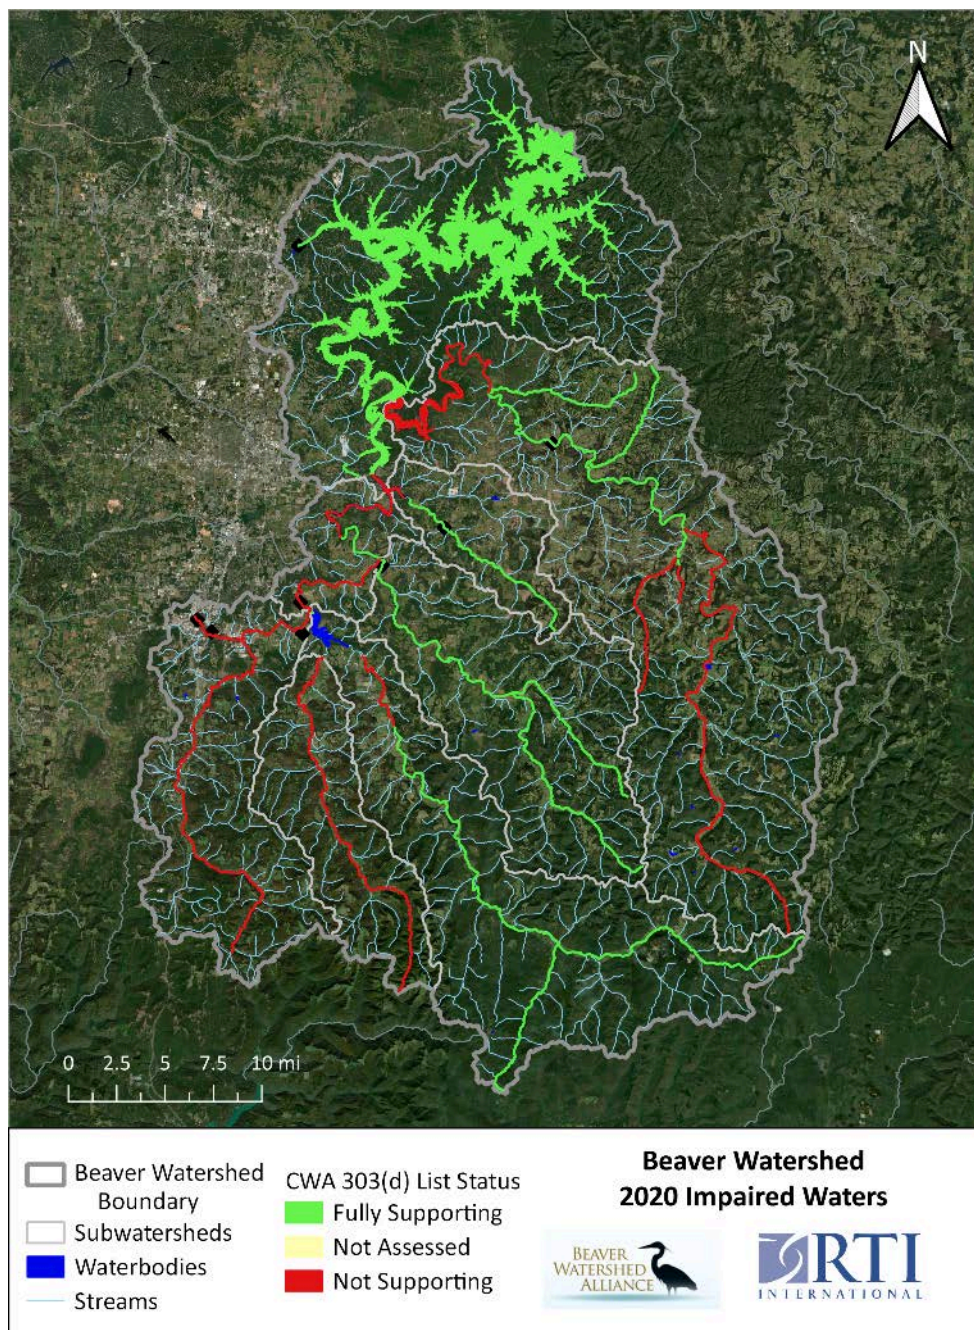 N
0 2.5 5 7.5 10 mi
Beaver Watershed
Boundary
Subwatersheds
Waterbodies
Streams
CWA 303(d) List Status
Fully Supporting
Not Assessed
Not Supporting
Beaver Watershed
2020 Impaired Waters
BEAVER
WATERSHED
ALLIANCE
RTI
INTERNATIONAL